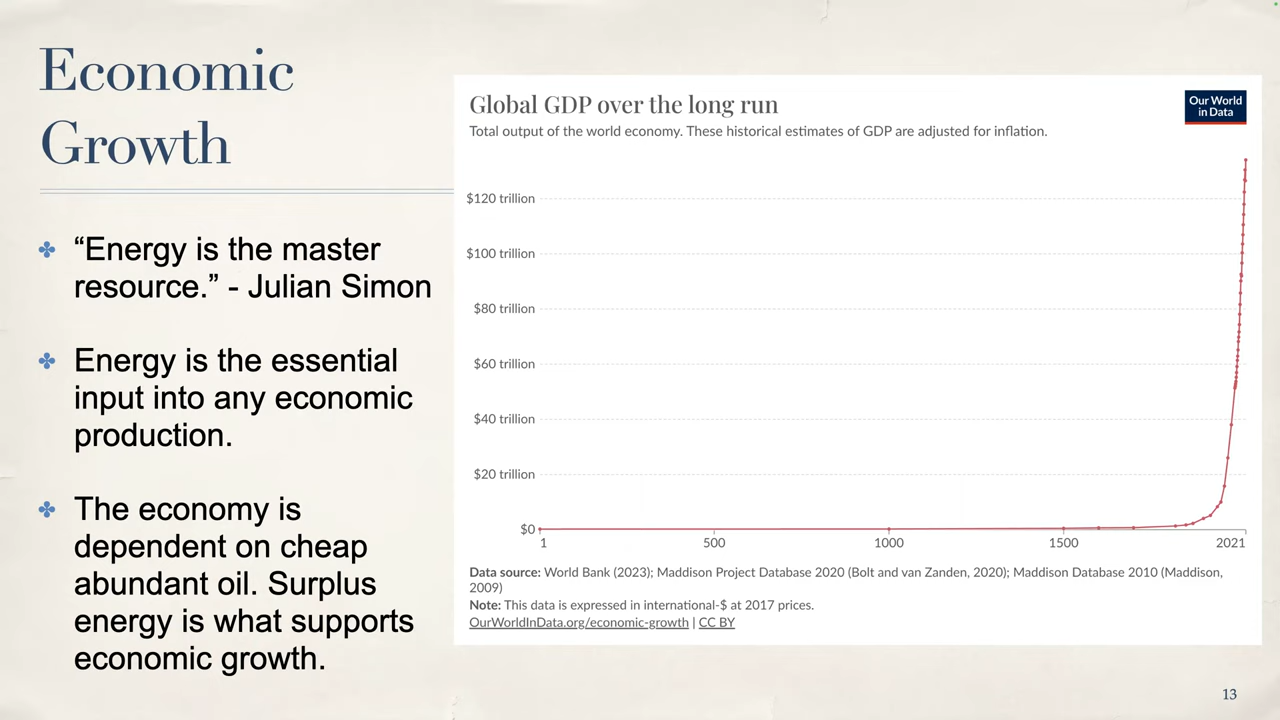 Economic
Growth
“Energy is the master
resource.” - Julian Simon
Energy is the essential
input into any economic
production.
The economy is
dependent on cheap
abundant oil. Surplus
energy is what supports
economic growth.
Global GDP over the long run
Our World
in Data
Total output of the world economy. These historical estimates of GDP are adjusted for inflation.
$120 trillion
$100 trillion
$80 trillion
$60 trillion
$40 trillion
$20 trillion
$0
1 500 1000 1500 2021
Data source: World Bank (2023); Maddison Project Database 2020 (Bolt and van Zanden, 2020); Maddison Database 2010 (Maddison,
2009)
Note: This data is expressed in international-$ at 2017 prices.
OurWorldInData.org/economic-growth | CC BY
13